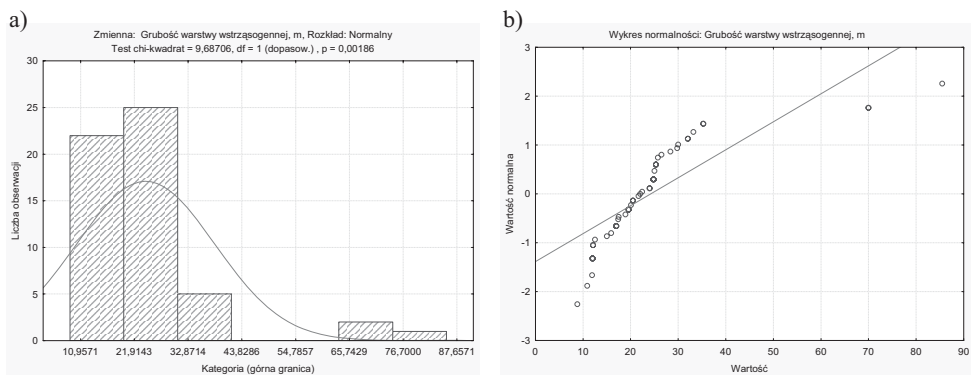 a)
Zmienna: Grubość warstwy wstrząsogennej, m, Rozkład: Normalny
Test chi-kwadrat = 9,68706, df = 1 (dopasow.) , p = 0,00186
30
25
20
15
10
5
0
Liczba obserwacji
10,9571 21,9143 32,8714 43,8286 54,7857 65,7429 76,7000 87,6571
Kategoria (górna granica)
b)
Wykres normalności: Grubość warstwy wstrząsogennej, m
3
2
1
0
-1
-2
-3
Wartość normalna
0 10 20 30 40 50 60 70 80 90
Wartość